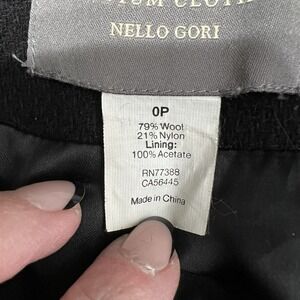 NELLO GORI
0P
79% Wool
21% Nylon
Lining:
100% Acetate
RN77388
CA56445
Made in China